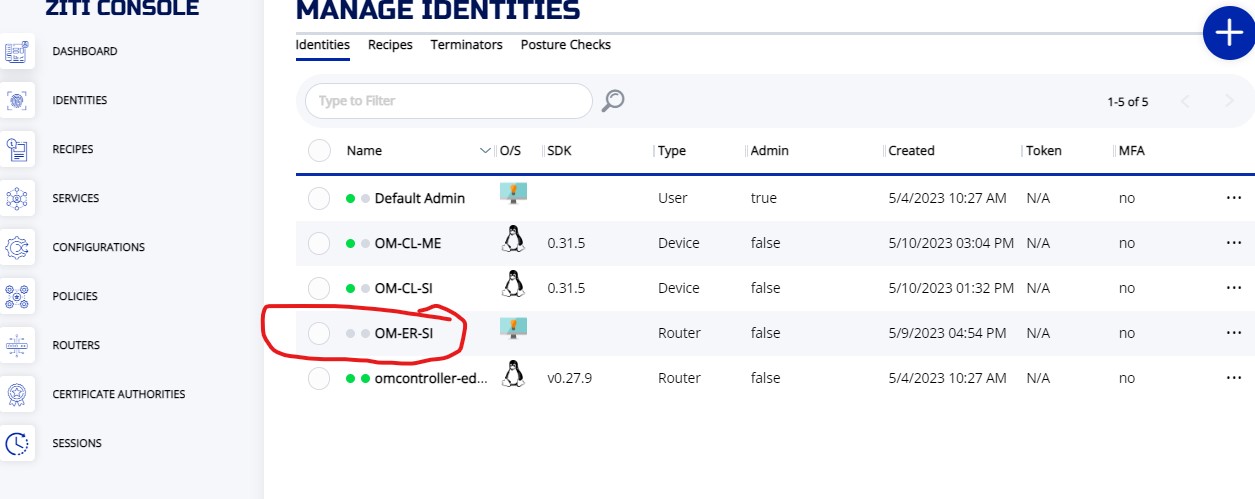 ZITI CONSOLE
DASHBOARD
IDENTITIES
RECIPES
SERVICES
CONFIGURATIONS
POLICIES
ROUTERS
CERTIFICATE AUTHORITIES
SESSIONS
MANAGE IDENTITIES
Identities Recipes Terminators Posture Checks
Type to Filter 1-5 of 5
Name O/S SDK Type Admin Created Token MFA
Default Admin User true 5/4/2023 10:27 AM N/A no ...
OM-CL-ME 0.31.5 Device false 5/10/2023 03:04 PM N/A no ...
OM-CL-SI 0.31.5 Device false 5/10/2023 01:32 PM N/A no ...
OM-ER-SI Router false 5/9/2023 04:54 PM N/A no ...
omcontroller-ed... v0.27.9 Router false 5/4/2023 10:27 AM N/A no ...